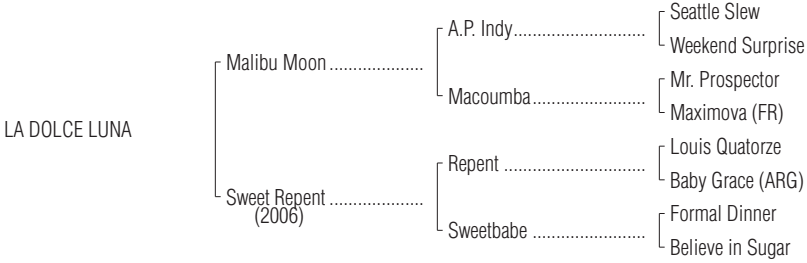 Seattle Slew
A.P. Indy..............................
Weekend Surprise
Malibu Moon .....................
Mr. Prospector
Macoumba..........................
Maximova (FR)
LA DOLCE LUNA
Louis Quatorze
Repent ................................
Baby Grace (ARG)
Sweet Repent .....................
(2006)
Formal Dinner
Sweetbabe ..........................
Believe in Sugar